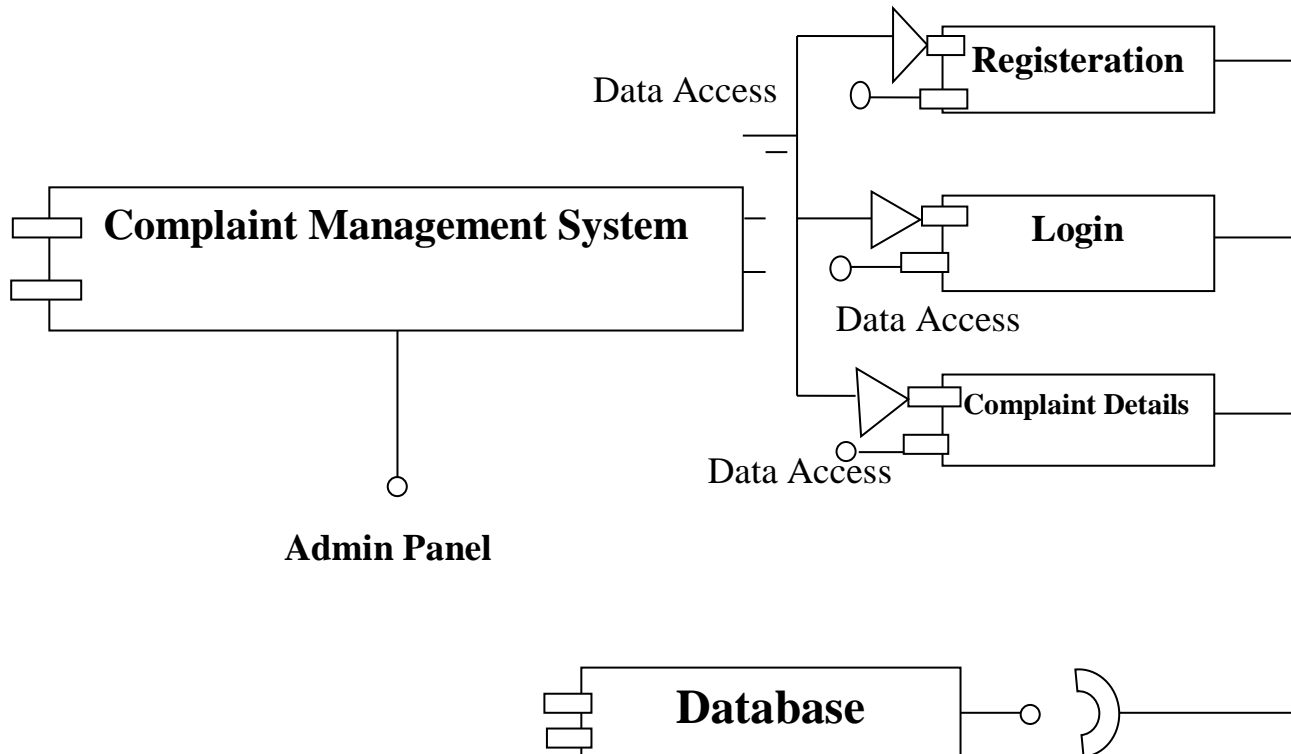 Registeration
Data Access
Complaint Management System
Login
Data Access
Complaint Details
Data Access
Admin Panel
Database